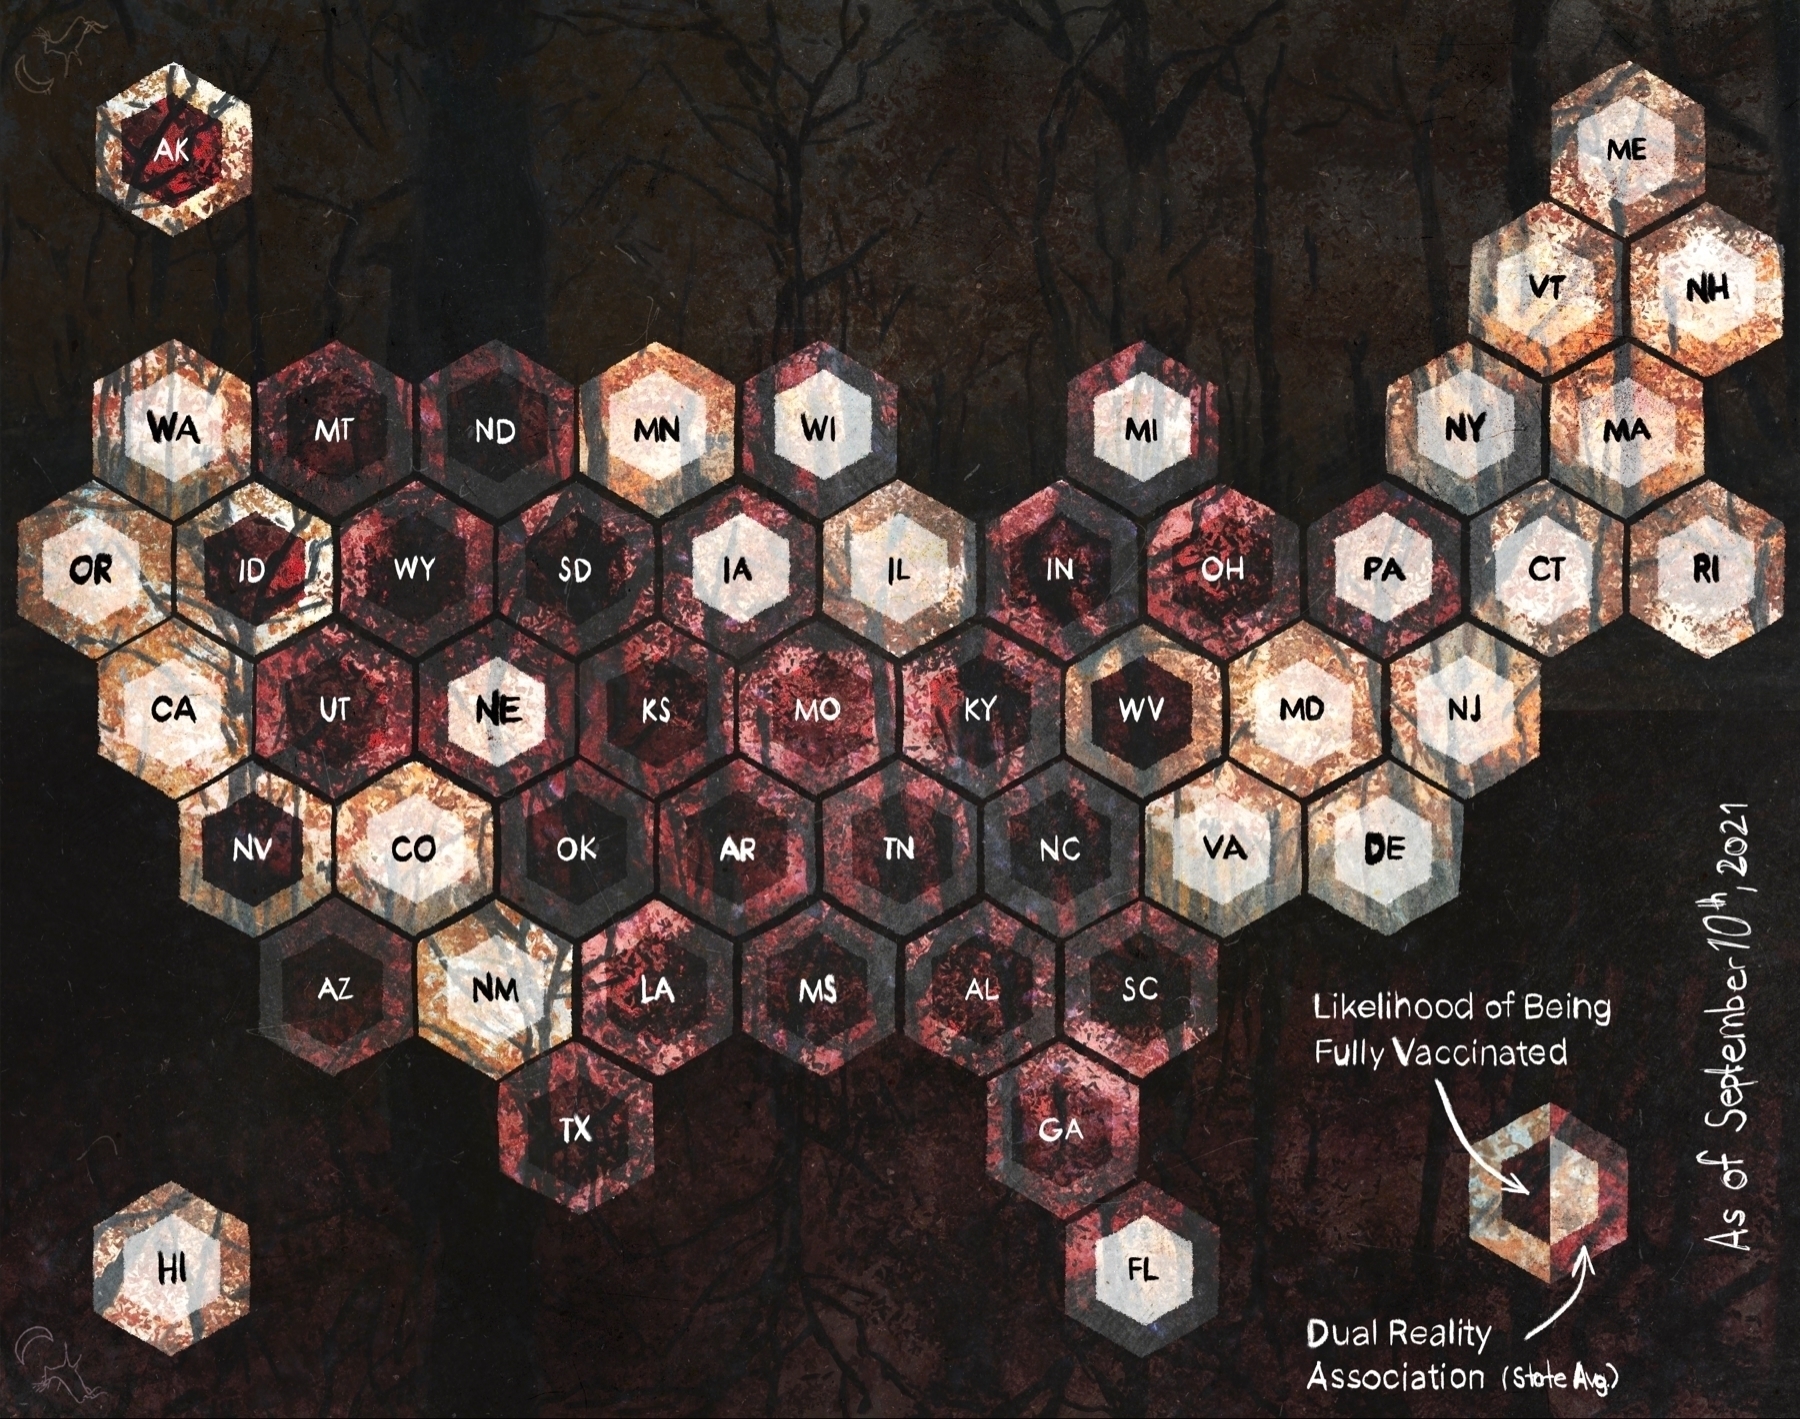 AK
ME
VT
NH
WA
MT
ND
MN
WI
MI
NY
MA
OR
ID
WY
SD
IA
IL
IN
OH
PA
CT
RI
CA
UT
NE
KS
MO
KY
WV
MD
NJ
NV
CO
OK
AR
TN
NC
VA
DE
AZ
NM
LA
MS
AL
SC
TX
GA
HI
FL
Likelihood of Being
Fully Vaccinated
Dual Reality
Association (State Avg.)
As of September 10th, 2021